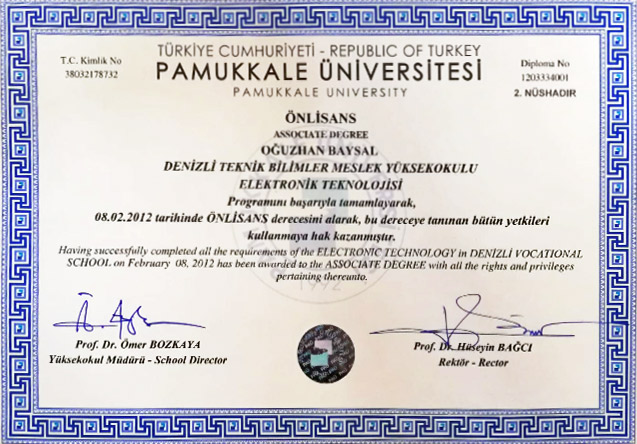 T.C. Kimlik No
38032178732
TÜRKİYE CUMHURİYETİ - REPUBLIC OF TURKEY
PAMUKKALE ÜNİVERSİTESİ
PAMUKKALE UNIVERSITY
Diploma No
1203334001
2. NÜSHADIR
ÖNLİSANS
ASSOCIATE DEGREE
OĞUZHAN BAYSAL
DENİZLİ TEKNİK BİLİMLER MESLEK YÜKSEKOKULU
ELEKTRONİK TEKNOLOJİSİ
Programını başarıyla tamamlayarak,
08.02.2012 tarihinde ÖNLİSANS derecesini alarak, bu dereceye tanınan bütün yetkileri
kullanmaya hak kazanmıştır.
Having successfully completed all the requirements of the ELECTRONIC TECHNOLOGY in DENİZLİ VOCATIONAL
SCHOOL on February 08, 2012 has been awarded to the ASSOCIATE DEGREE with all the rights and privileges
pertaining thereunto.
1992
Prof. Dr. Ömer BOZKAYA
Yüksekokul Müdürü - School Director
Prof. Dr. Hüseyin BAĞCI
Rektör - Rector